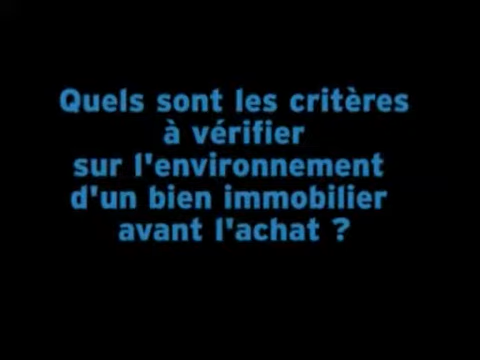 Quels sont les critères
à vérifier
sur l'environnement
d'un bien immobilier
avant l'achat ?